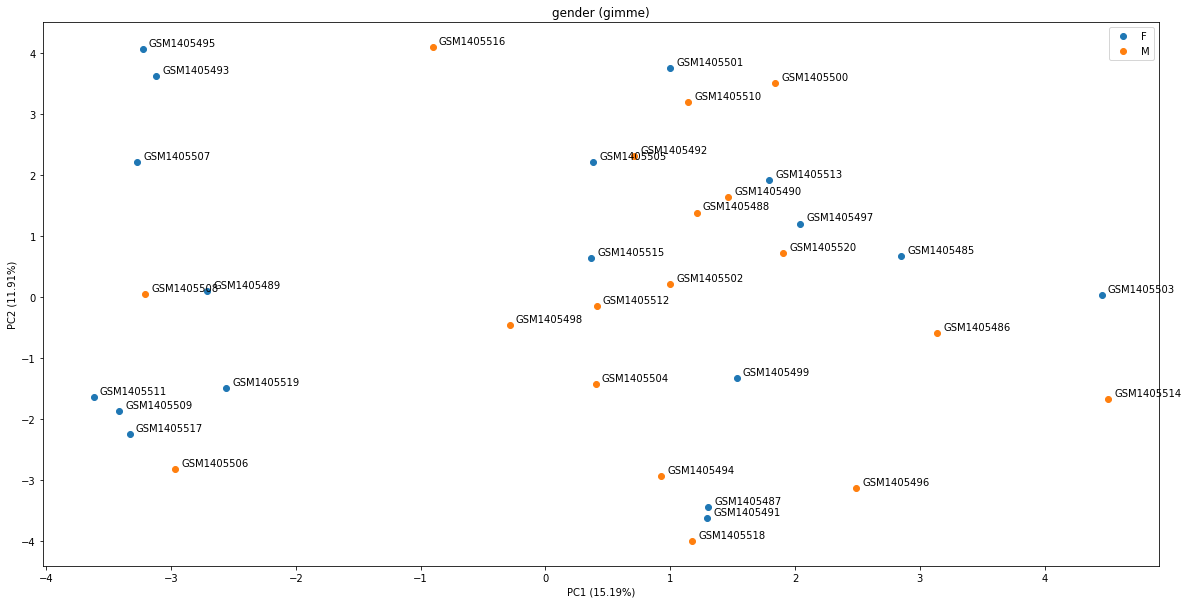 gender (gimme)
F
M
GSM1405495
GSM1405516
GSM1405493
GSM1405501
GSM1405500
GSM1405510
GSM1405492
GSM1405507
GSM1405505
GSM1405513
GSM1405490
GSM1405488
GSM1405497
GSM1405515
GSM1405520
GSM1405485
GSM1405502
GSM1405508
GSM1405489
GSM1405503
GSM1405512
GSM1405498
GSM1405486
GSM1405504
GSM1405499
GSM1405519
GSM1405511
GSM1405514
GSM1405509
GSM1405517
GSM1405506
GSM1405494
GSM1405496
GSM1405487
GSM1405491
GSM1405518
4
3
2
1
0
−1
−2
−3
−4
PC2 (11.91%)
−4
−3
−2
−1
0
1
2
3
4
PC1 (15.19%)